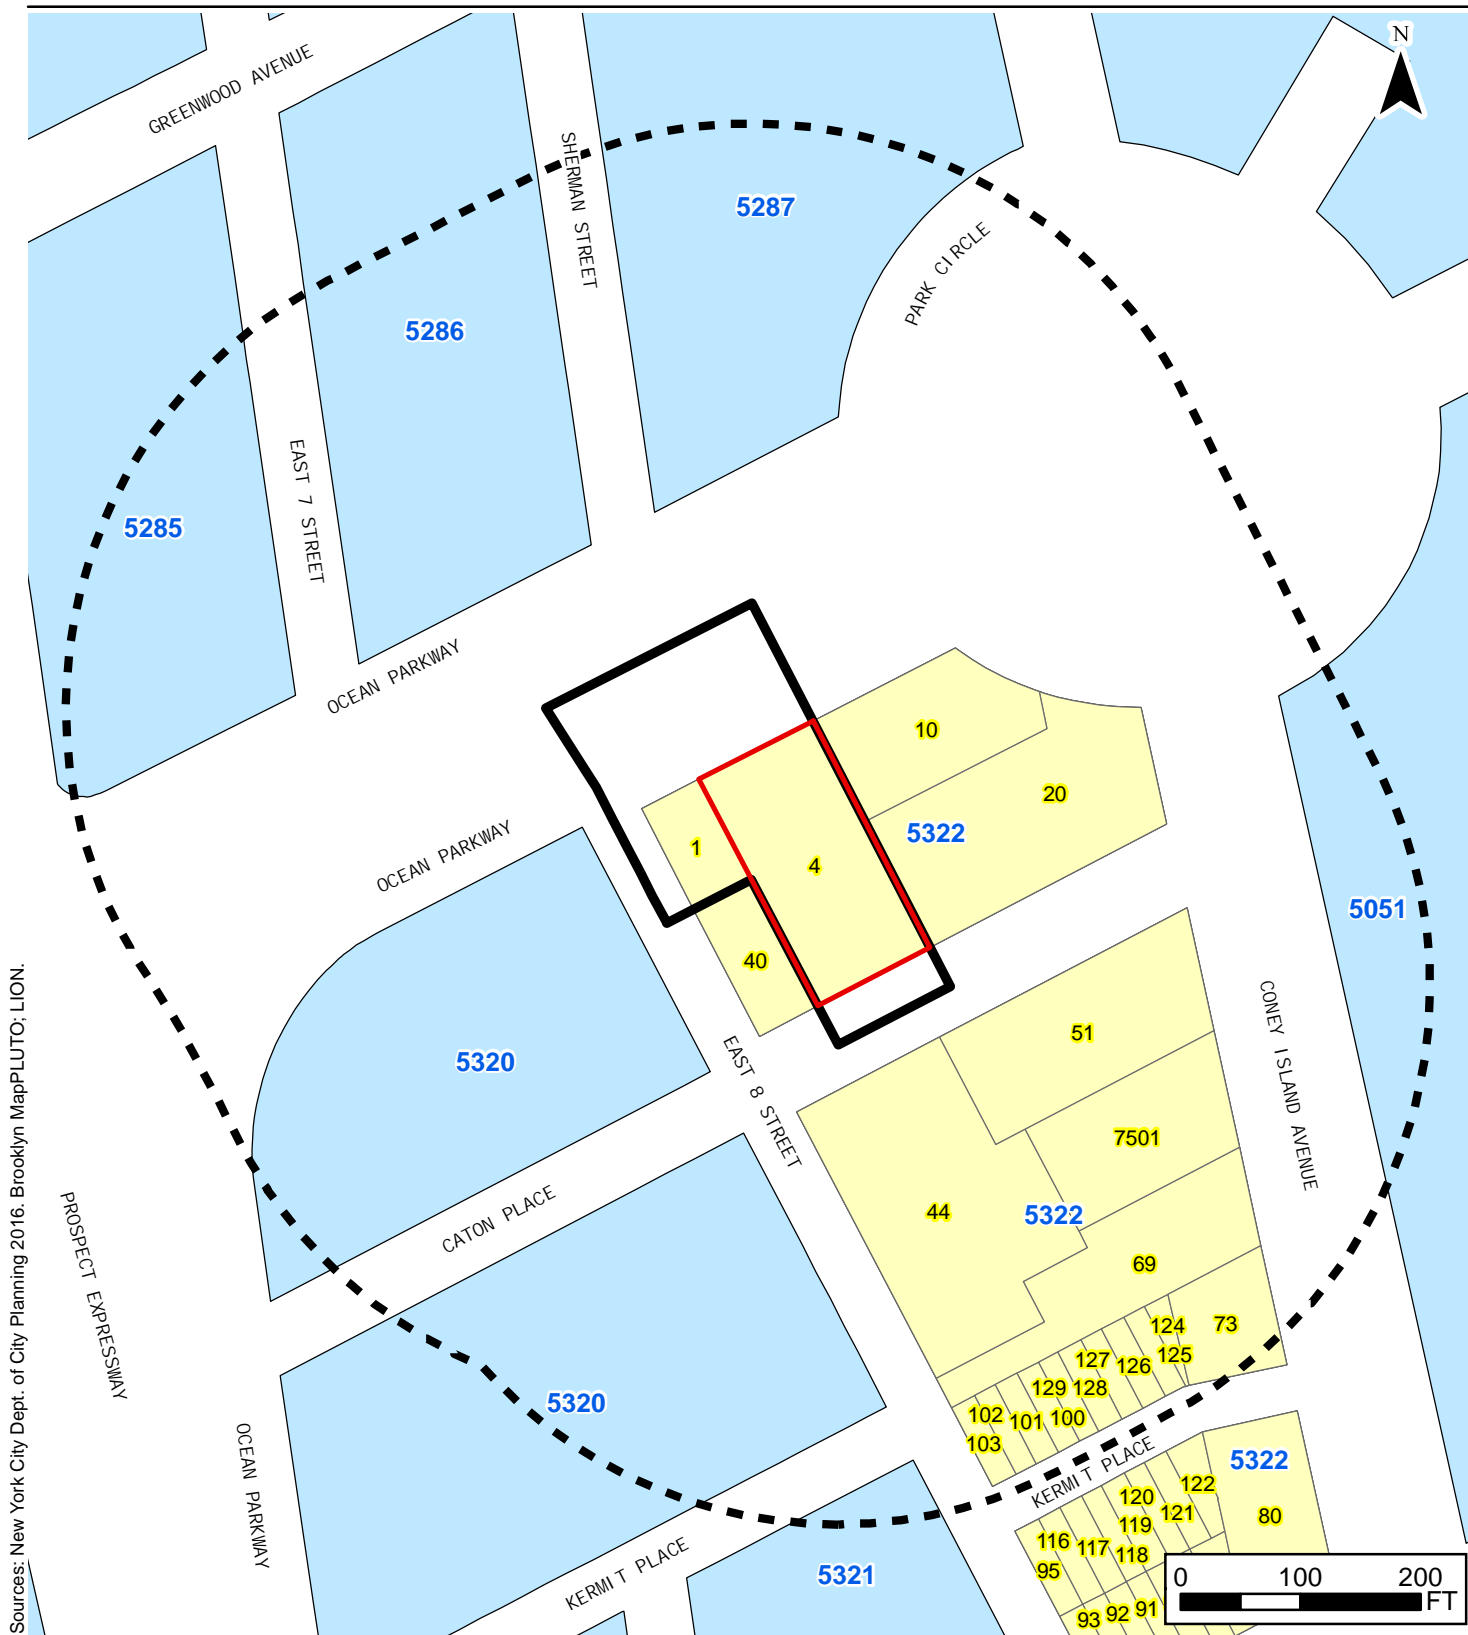 N
GREENWOOD AVENUE
SHERMAN STREET
5287
PARK CIRCLE
5286
EAST 7 STREET
5285
OCEAN PARKWAY
10
20
5322
1
4
OCEAN PARKWAY
5051
40
CONEY ISLAND AVENUE
51
5320
EAST 8 STREET
7501
44
5322
CATON PLACE
PROSPECT EXPRESSWAY
69
124
73
125
127
126
129
128
5320
102
101
100
103
KERMIT PLACE
OCEAN PARKWAY
5322
122
120
121
80
119
116
117
118
95
KERMIT PLACE
5321
93
92
91
0 100 200
FT
Sources: New York City Dept. of City Planning 2016. Brooklyn MapPLUTO; LION.